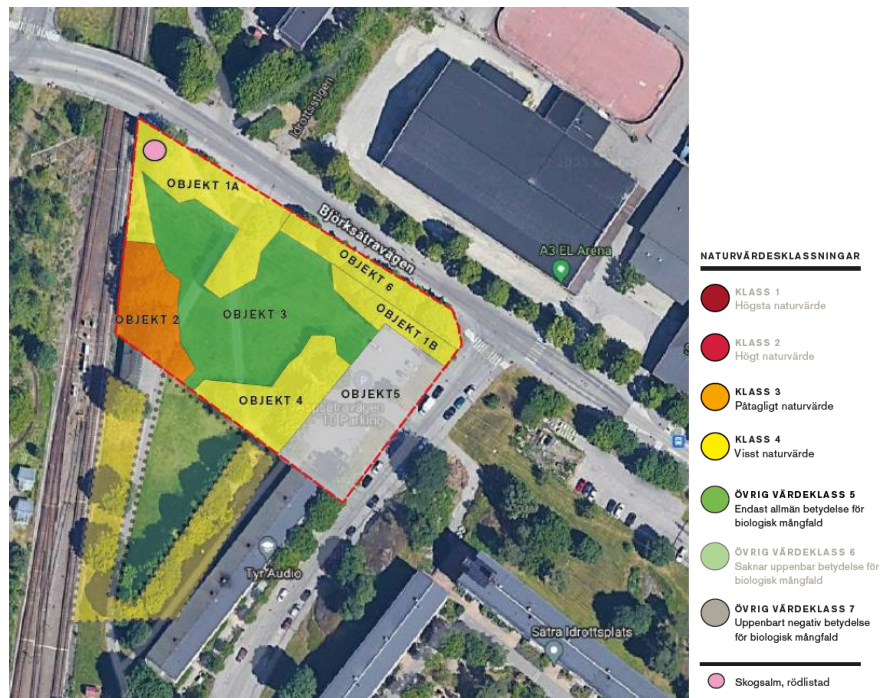 Idrottsstigen
OBJEKT 1A
Björksätravägen
A3 EL Arena
OBJEKT 6
OBJEKT 2
OBJEKT 3
OBJEKT 1B
OBJEKT5
OBJEKT 4
10 Parking
Tyr Audio
Sätra Idrottsplats
NATURVÄRDESKLASSNINGAR
KLASS 1
Högsta naturvärde
KLASS 2
Högt naturvärde
KLASS 3
Påtagligt naturvärde
KLASS 4
Visst naturvärde
ÖVRIG VÄRDEKLASS 5
Endast allmän betydelse för
biologisk mångfald
ÖVRIG VÄRDEKLASS 6
Saknar uppenbar betydelse för
biologisk mångfald
ÖVRIG VÄRDEKLASS 7
Uppenbart negativ betydelse
för biologisk mångfald
Skogsalm, rödlistad